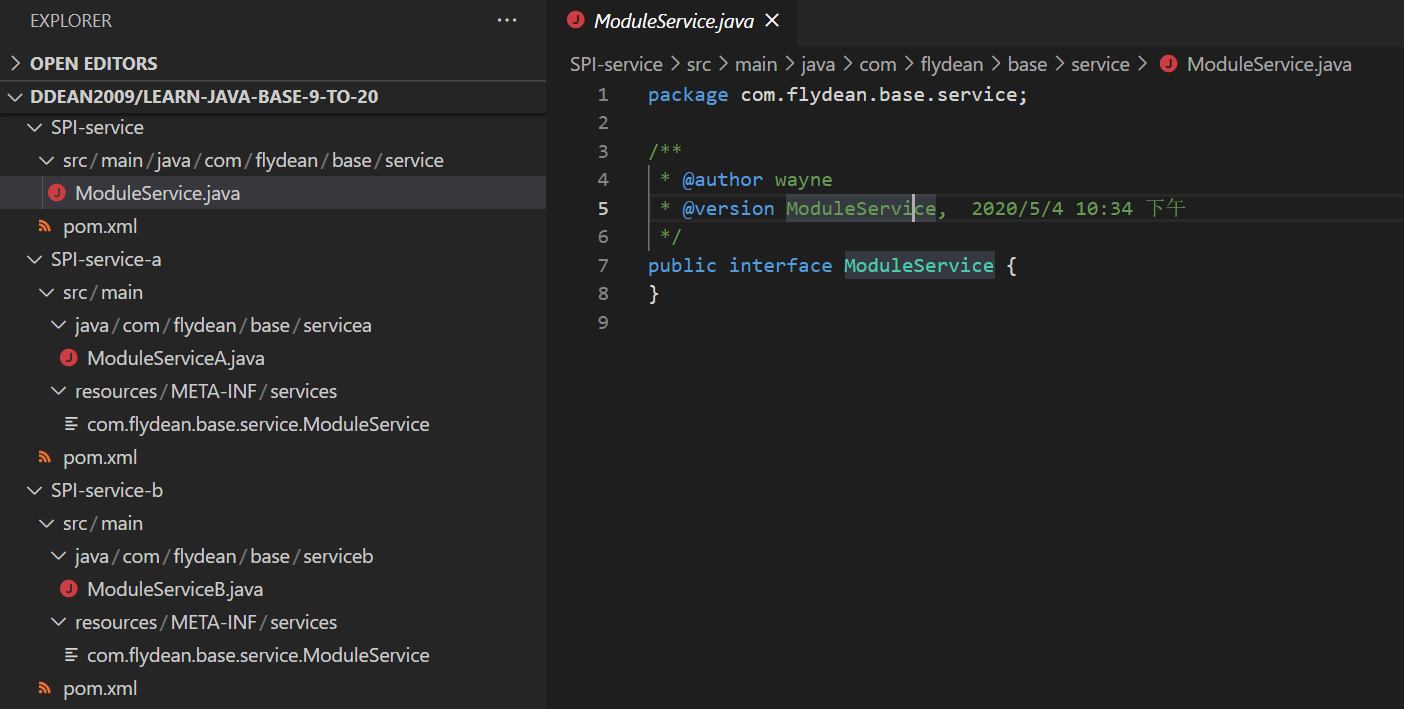 EXPLORER
OPEN EDITORS
DDEAN2009/LEARN-JAVA-BASE-9-TO-20
SPI-service
src/main/java/com/flydean/base/service
ModuleService.java
pom.xml
SPI-service-a
src/main
java/com/flydean/base/servicea
ModuleServiceA.java
resources/META-INF/services
com.flydean.base.service.ModuleService
pom.xml
SPI-service-b
src/main
java/com/flydean/base/serviceb
ModuleServiceB.java
resources/META-INF/services
com.flydean.base.service.ModuleService
pom.xml
ModuleService.java
SPI-service > src > main > java > com > flydean > base > service > ModuleService.java
1 package com.flydean.base.service;
2
3 /**
4 * @author wayne
5 * @version ModuleService, 2020/5/4 10:34 下午
6 */
7 public interface ModuleService {
8 }
9